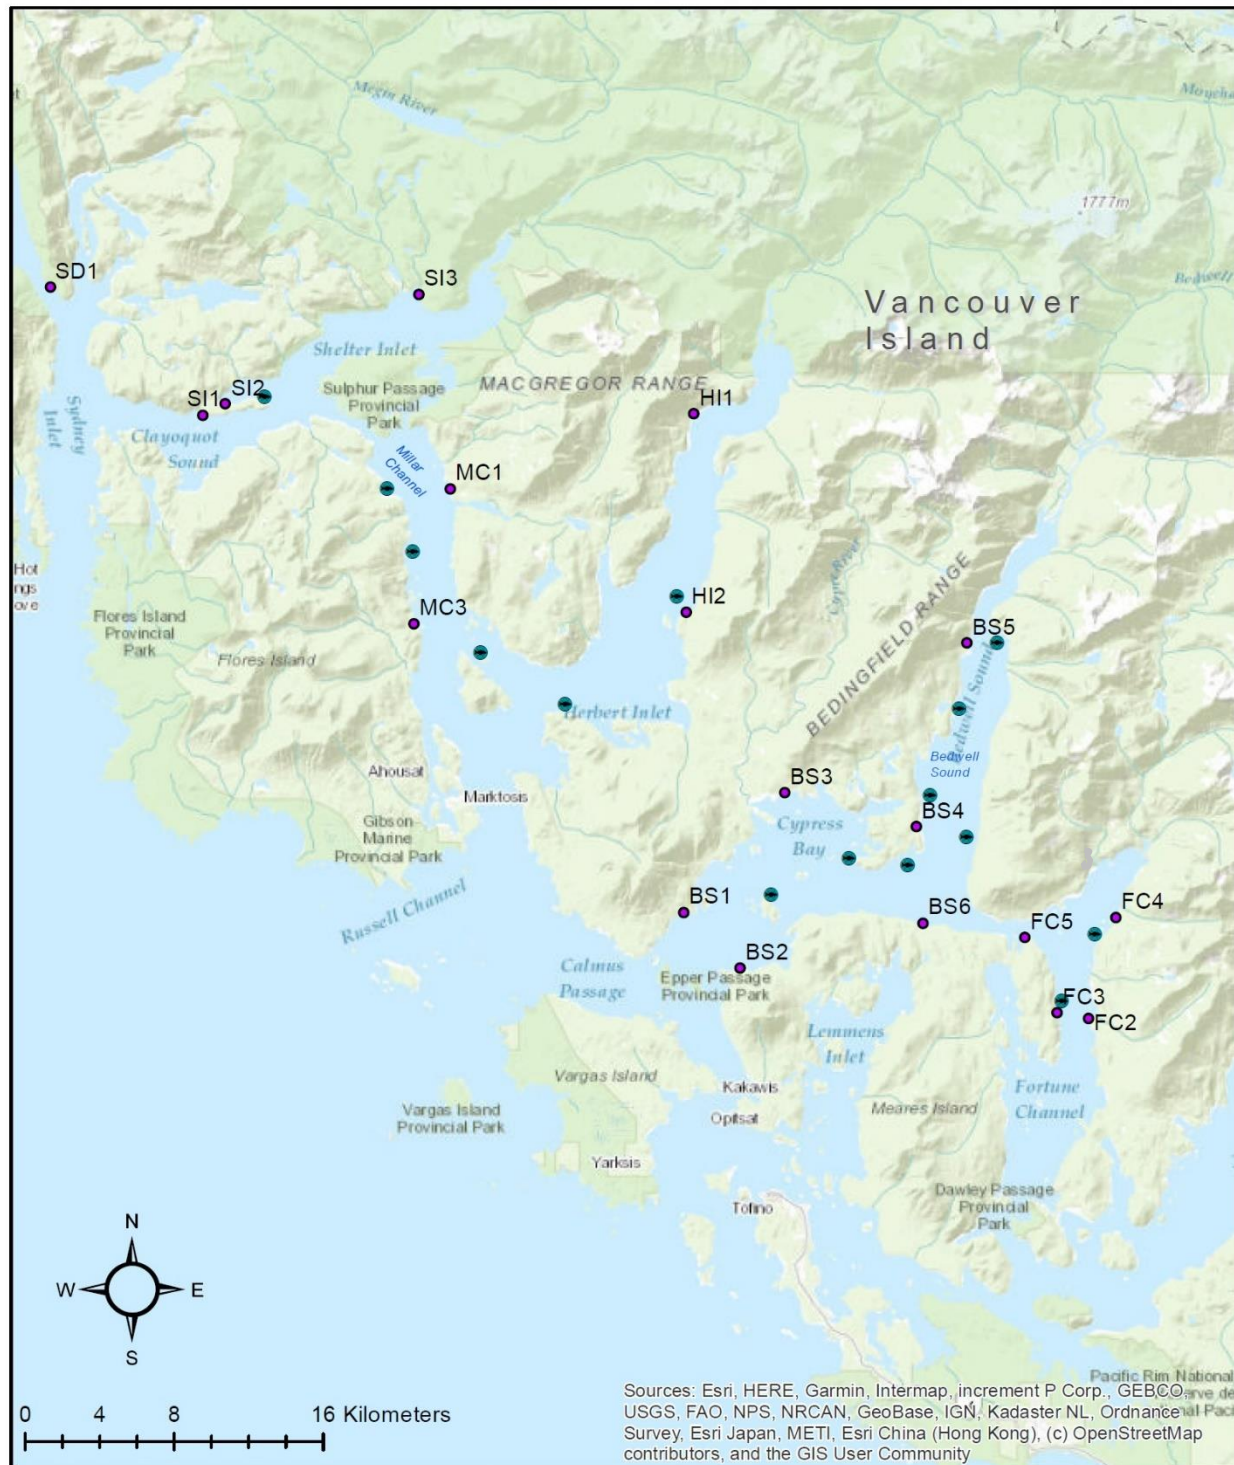 Megin River
1777m
Vancouver
Island
SD1
SI3
Shelter Inlet
Sulphur Passage
Provincial
Park
MACGREGOR RANGE
SI1
SI2
HI1
Sydney
Inlet
Clayoquot
Sound
Millar
Channel
MC1
Hot
HI2
MC3
Flores Island
Provincial
Park
Flores Island
Herbert Inlet
BEDINGFIELD RANGE
BS5
Bedwell Sound
Bedwell
Sound
Ahousat
Marktosis
BS3
BS4
Cypress
Bay
Gibson
Marine
Provincial Park
Russell Channel
BS1
BS6
FC4
FC5
BS2
Calmus
Passage
Epper Passage
Provincial Park
FC3
FC2
Lemmens
Inlet
Vargas Island
Kakawis
Opitsat
Meares Island
Fortune
Channel
Vargas Island
Provincial Park
Yarksis
Tofino
Dawley Passage
Provincial
Park
N
W E
S
Pacific Rim National
0 4 8 16 Kilometers
Sources: Esri, HERE, Garmin, Intermap, increment P Corp., GEBCO,
USGS, FAO, NPS, NRCAN, GeoBase, IGN, Kadaster NL, Ordnance
Survey, Esri Japan, METI, Esri China (Hong Kong), (c) OpenStreetMap
contributors, and the GIS User Community